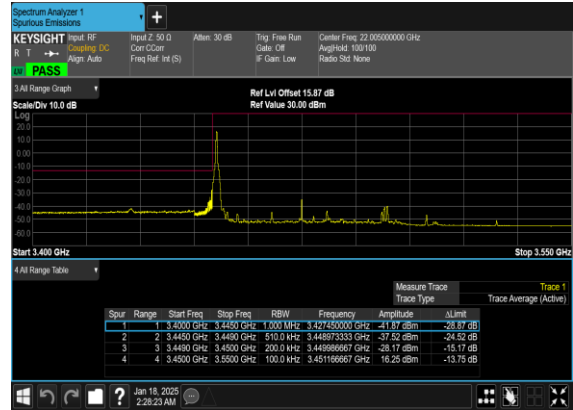 Spectrum Analyzer 1
Spurious Emissions
KEYSIGHT Input: RF Input Z: 50 Ω Atten: 30 dB Trig: Free Run Center Freq: 22.005000000 GHz
R T Coupling: DC Corr CCorr Gate: Off Avg|Hold: 100/100
Align: Auto Freq Ref: Int (S) IF Gain: Low Radio Std: None
PASS
3 All Range Graph
Ref Lvl Offset 15.87 dB
Scale/Div 10.0 dB Ref Value 30.00 dBm
Log
20.0
10.0
0.00
-10.0
-20.0
-30.0
-40.0
-50.0
-60.0
Start 3.400 GHz Stop 3.550 GHz
4 All Range Table
Measure Trace Trace 1
Trace Type Trace Average (Active)
Spur Range Start Freq Stop Freq RBW Frequency Amplitude ΔLimit
1 1 3.4000 GHz 3.4450 GHz 1.000 MHz 3.427450000 GHz -41.87 dBm -28.87 dB
2 2 3.4450 GHz 3.4490 GHz 510.0 kHz 3.448973333 GHz -37.52 dBm -24.52 dB
3 3 3.4490 GHz 3.4500 GHz 200.0 kHz 3.449986667 GHz -28.17 dBm -15.17 dB
4 4 3.4500 GHz 3.5500 GHz 100.0 kHz 3.451166667 GHz 16.25 dBm -13.75 dB
?
Jan 18, 2025
2:28:23 AM